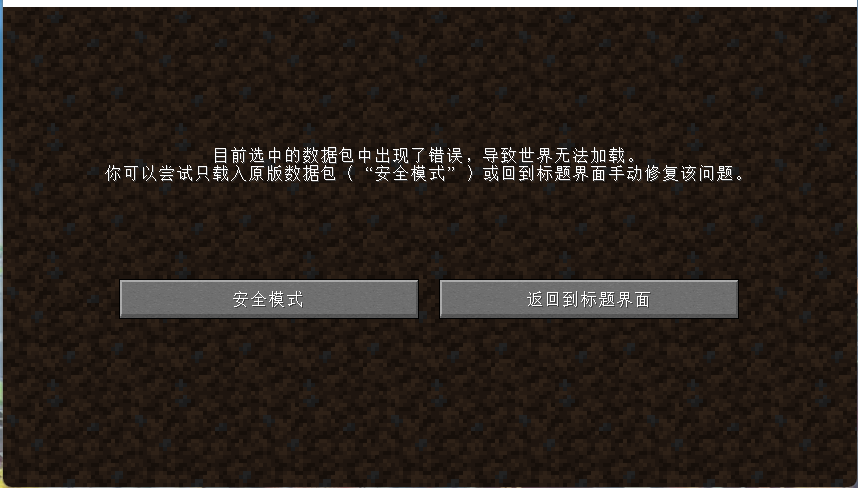 目前选中的数据包中出现了错误，导致世界无法加载。
你可以尝试只载入原版数据包（“安全模式”）或回到标题界面手动修复该问题。
安全模式
返回到标题界面